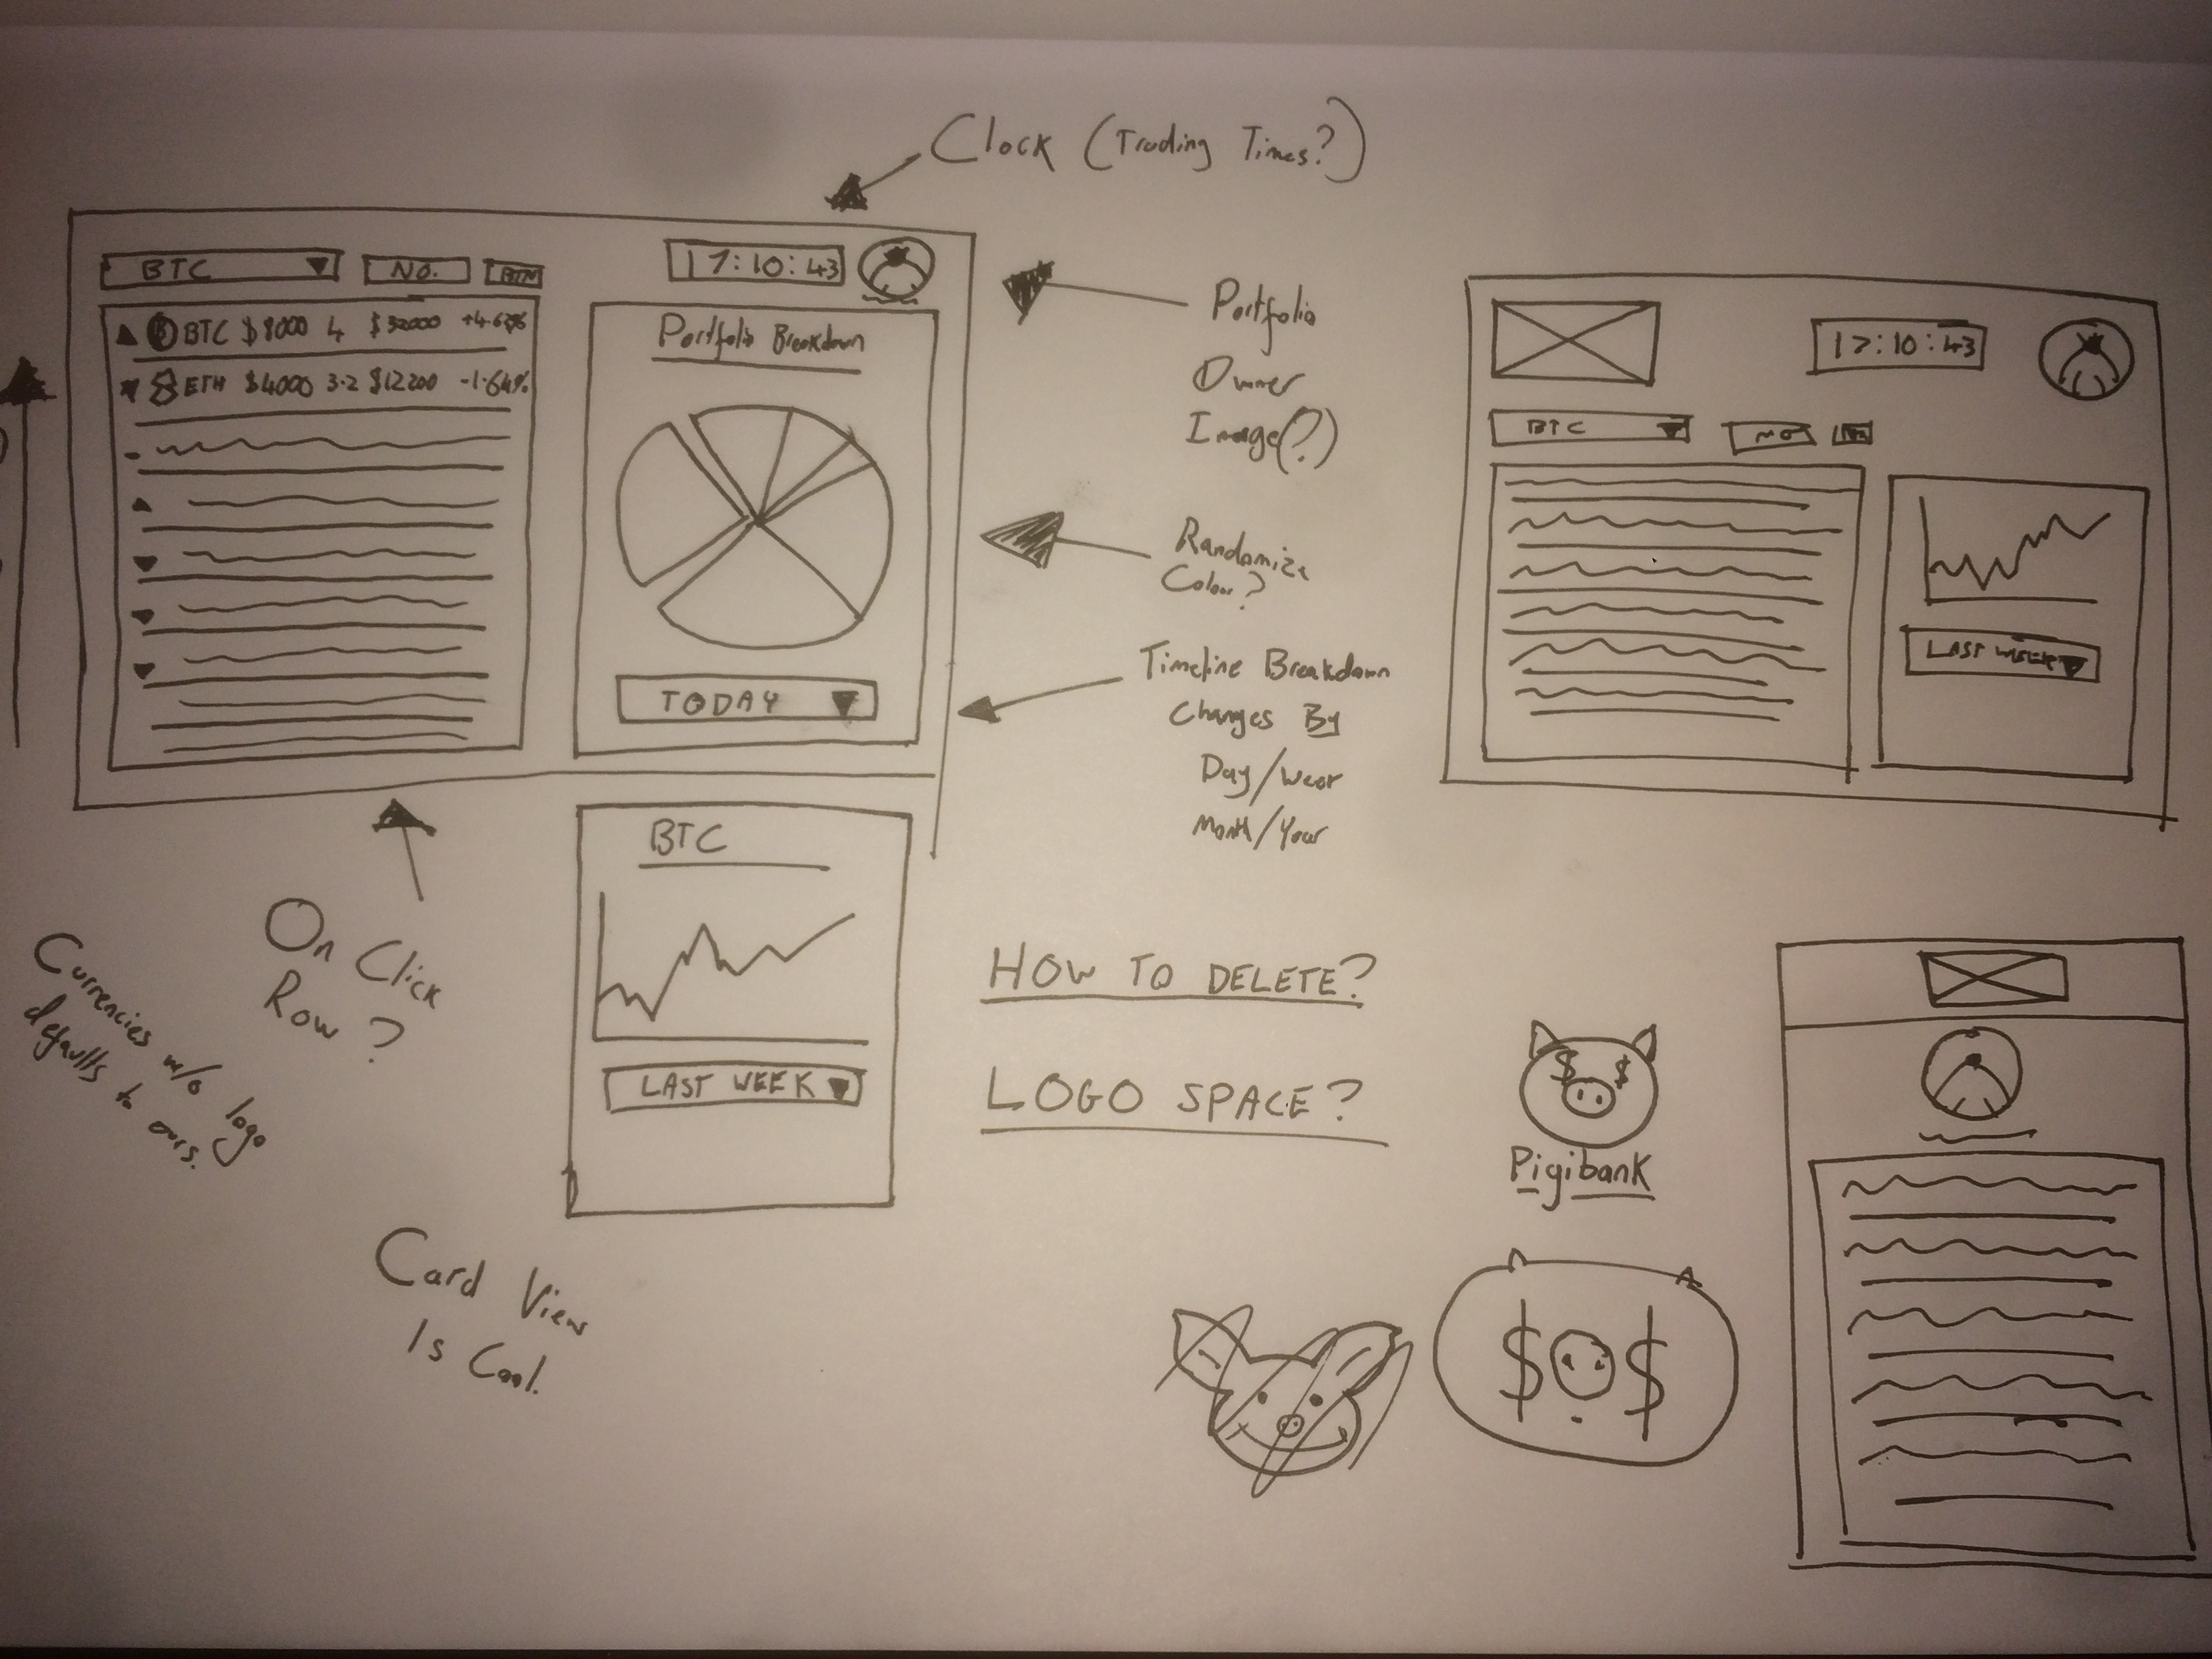 Clock (Trading Times?)
BTC NO. BTN 17:10:43
BTC $8000 4 $32000
ETH $4000 3.2 $12200 -1.64%
Portfolio Breakdown
TODAY
Portfolio
Owner
Image(?)
Randomize
Colour?
Timeline Breakdown
Changes By
Day/
Month/Year
17:10:43
BTC NO
LAST WEEK
On Click
Row?
Currencies w/o logo
defaults to ours.
BTC
LAST WEEK
Card View
Is Cool.
HOW TO DELETE?
LOGO SPACE?
$ $
Pigibank
$ $